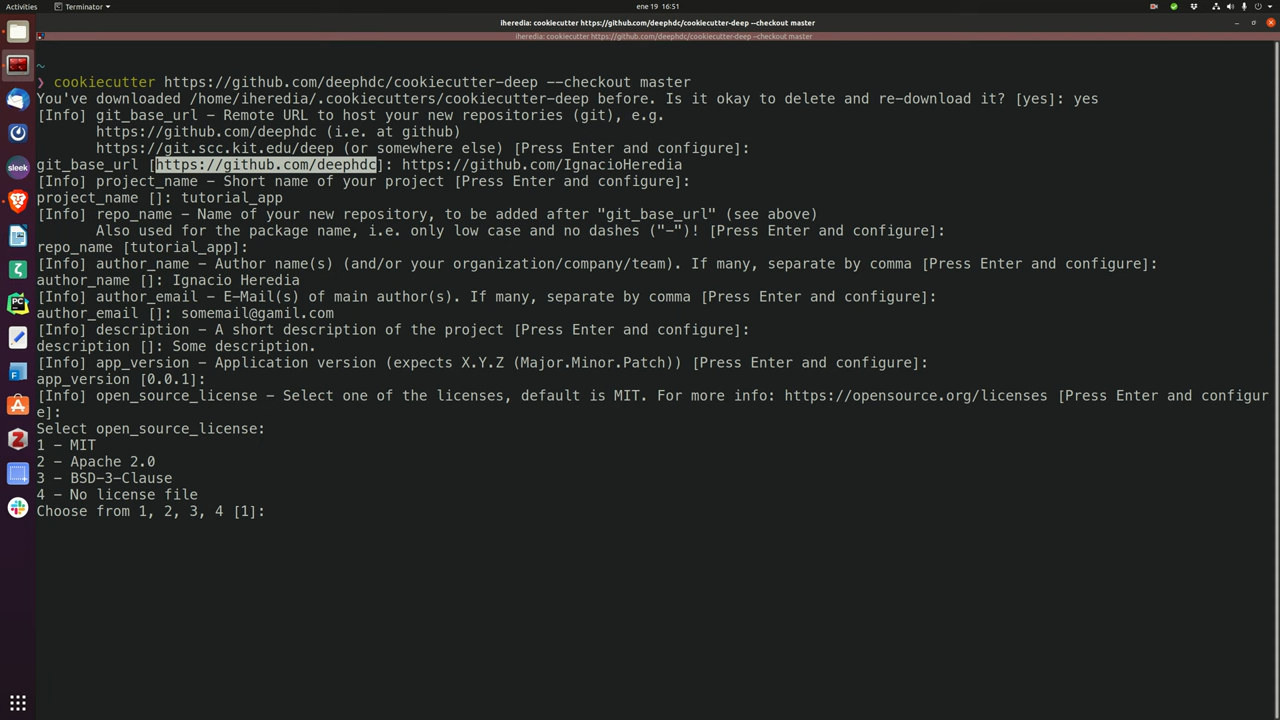 Activities
Terminator
ene 19 16:51
iheredia: cookiecutter https://github.com/deephdc/cookiecutter-deep --checkout master
iheredia: cookiecutter https://github.com/deephdc/cookiecutter-deep --checkout master
~
❯ cookiecutter https://github.com/deephdc/cookiecutter-deep --checkout master
You've downloaded /home/iheredia/.cookiecutters/cookiecutter-deep before. Is it okay to delete and re-download it? [yes]: yes
[Info] git_base_url - Remote URL to host your new repositories (git), e.g.
https://github.com/deephdc (i.e. at github)
https://git.scc.kit.edu/deep (or somewhere else) [Press Enter and configure]:
git_base_url [https://github.com/deephdc]: https://github.com/IgnacioHeredia
[Info] project_name - Short name of your project [Press Enter and configure]:
project_name []: tutorial_app
[Info] repo_name - Name of your new repository, to be added after "git_base_url" (see above)
Also used for the package name, i.e. only low case and no dashes ("-")! [Press Enter and configure]:
repo_name [tutorial_app]:
[Info] author_name - Author name(s) (and/or your organization/company/team). If many, separate by comma [Press Enter and configure]:
author_name []: Ignacio Heredia
[Info] author_email - E-Mail(s) of main author(s). If many, separate by comma [Press Enter and configure]:
author_email []: somemail@gamil.com
[Info] description - A short description of the project [Press Enter and configure]:
description []: Some description.
[Info] app_version - Application version (expects X.Y.Z (Major.Minor.Patch)) [Press Enter and configure]:
app_version [0.0.1]:
[Info] open_source_license - Select one of the licenses, default is MIT. For more info: https://opensource.org/licenses [Press Enter and configur
e]:
Select open_source_license:
1 - MIT
2 - Apache 2.0
3 - BSD-3-Clause
4 - No license file
Choose from 1, 2, 3, 4 [1]:
sleek
PC
Z